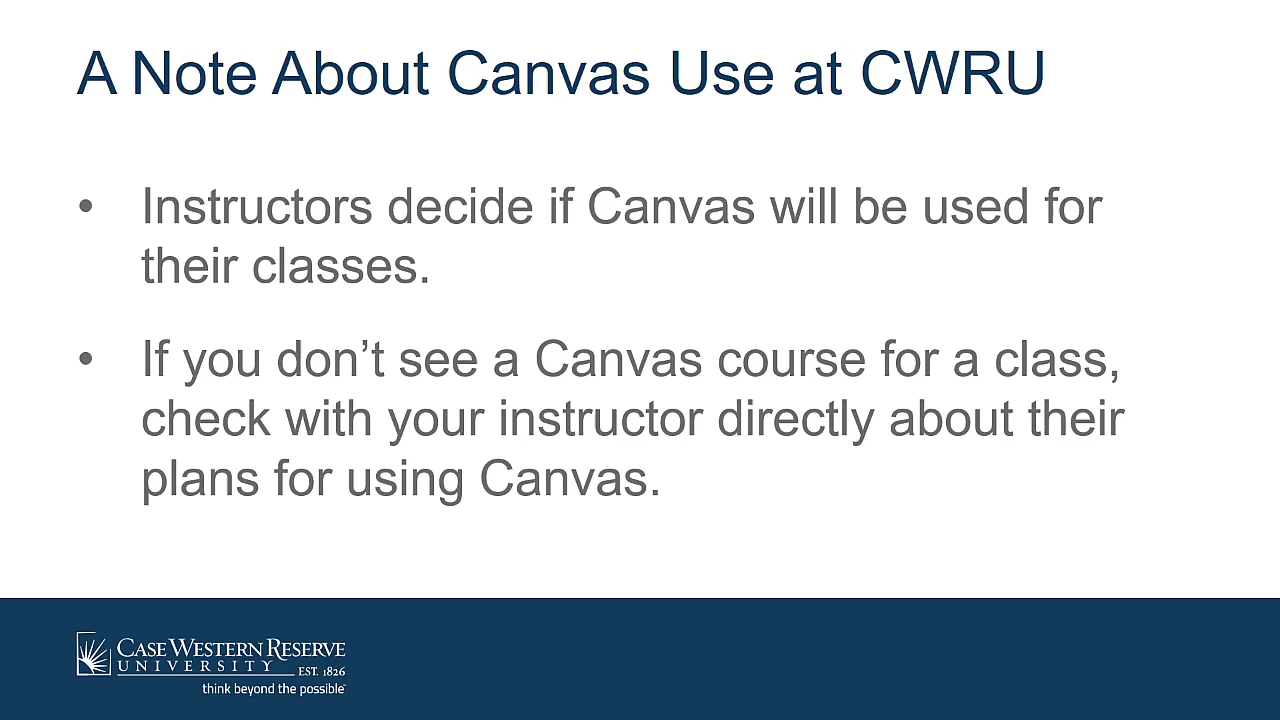 A Note About Canvas Use at CWRU
• Instructors decide if Canvas will be used for
their classes.
• If you don’t see a Canvas course for a class,
check with your instructor directly about their
plans for using Canvas.
CASE WESTERN RESERVE
UNIVERSITY EST. 1826
think beyond the possible™